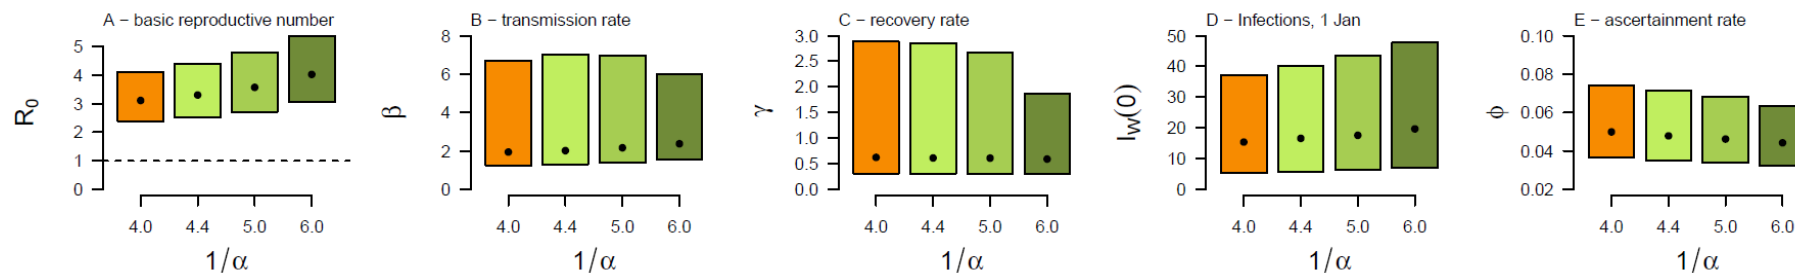 A − basic reproductive number
R0
5
4
3
2
1
0
4.0 4.4 5.0 6.0
1/α
B − transmission rate
β
8
6
4
2
0
4.0 4.4 5.0 6.0
1/α
C − recovery rate
γ
3.0
2.5
2.0
1.5
1.0
0.5
0.0
4.0 4.4 5.0 6.0
1/α
D − Infections, 1 Jan
Iw(0)
50
40
30
20
10
0
4.0 4.4 5.0 6.0
1/α
E − ascertainment rate
ϕ
0.10
0.08
0.06
0.04
0.02
4.0 4.4 5.0 6.0
1/α